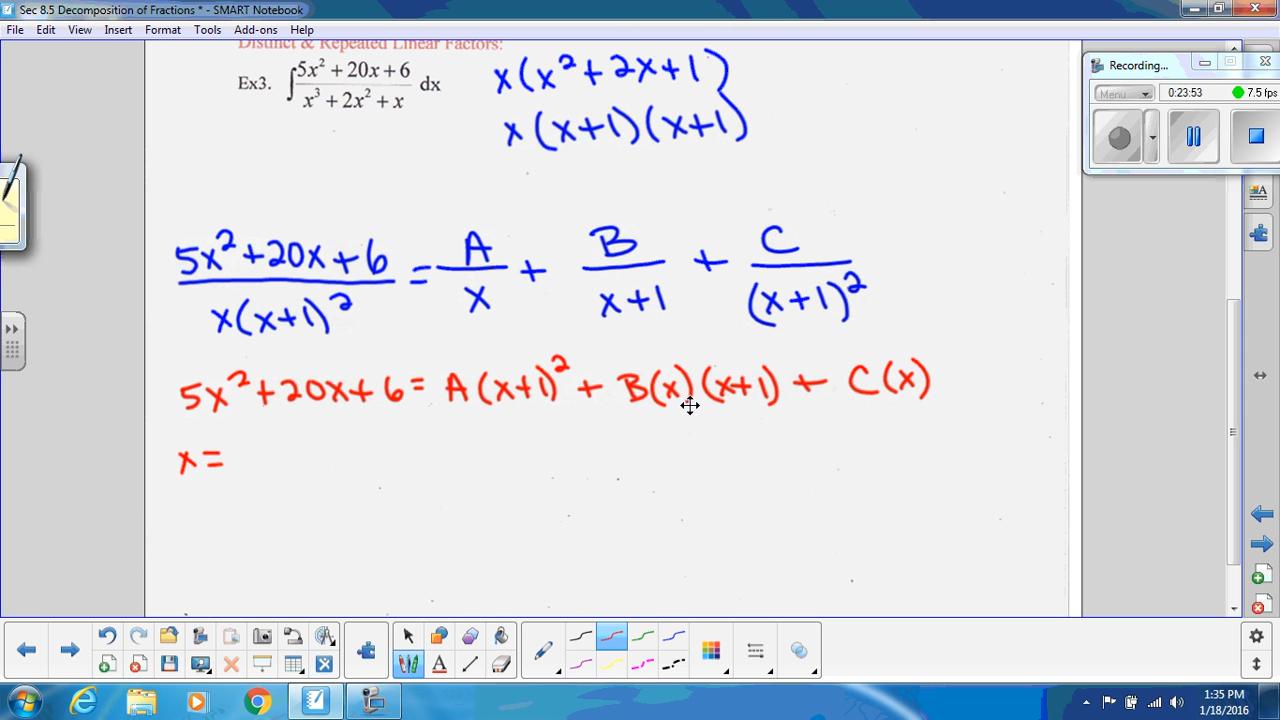 Sec 8.5 Decomposition of Fractions * - SMART Notebook
File Edit View Insert Format Tools Add-ons Help
Distinct & Repeated Linear Factors:
Ex3. ∫ (5x² + 20x + 6)/(x³ + 2x² + x) dx
x(x²+2x+1)
x(x+1)(x+1)
Recording...
Menu
0:23:53
7.5 fps
(5x²+20x+6)/(x(x+1)²) = A/x + B/(x+1) + C/(x+1)²
5x²+20x+6 = A(x+1)² + B(x)(x+1) + C(x)
x=
1:35 PM
1/18/2016